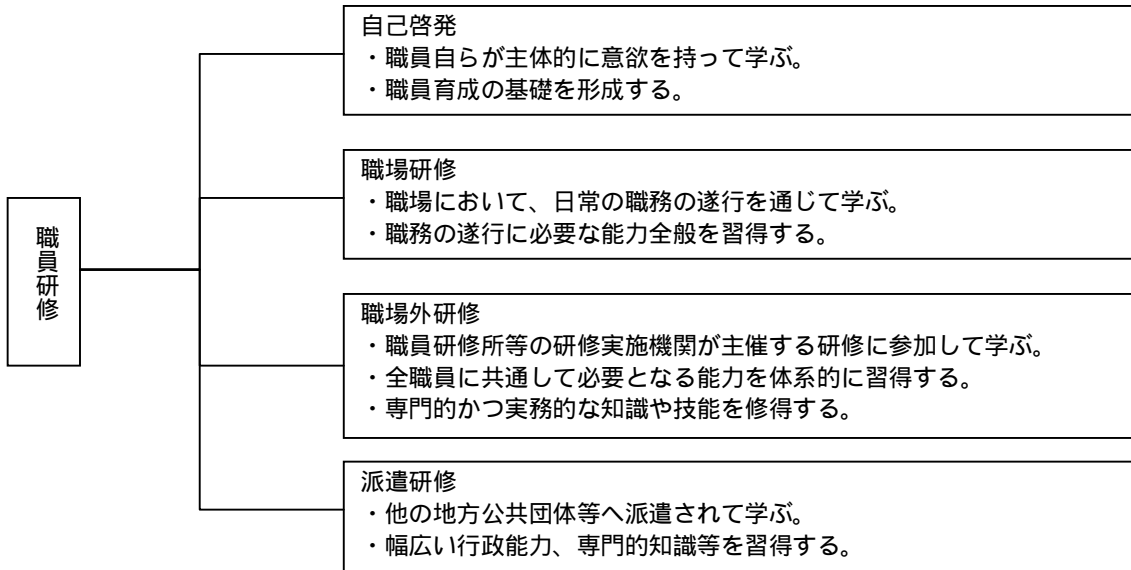 職員研修
自己啓発
・職員自らが主体的に意欲を持って学ぶ。
・職員育成の基礎を形成する。
職場研修
・職場において、日常の職務の遂行を通じて学ぶ。
・職務の遂行に必要な能力全般を習得する。
職場外研修
・職員研修所等の研修実施機関が主催する研修に参加して学ぶ。
・全職員に共通して必要となる能力を体系的に習得する。
・専門的かつ実務的な知識や技能を修得する。
派遣研修
・他の地方公共団体等へ派遣されて学ぶ。
・幅広い行政能力、専門的知識等を習得する。